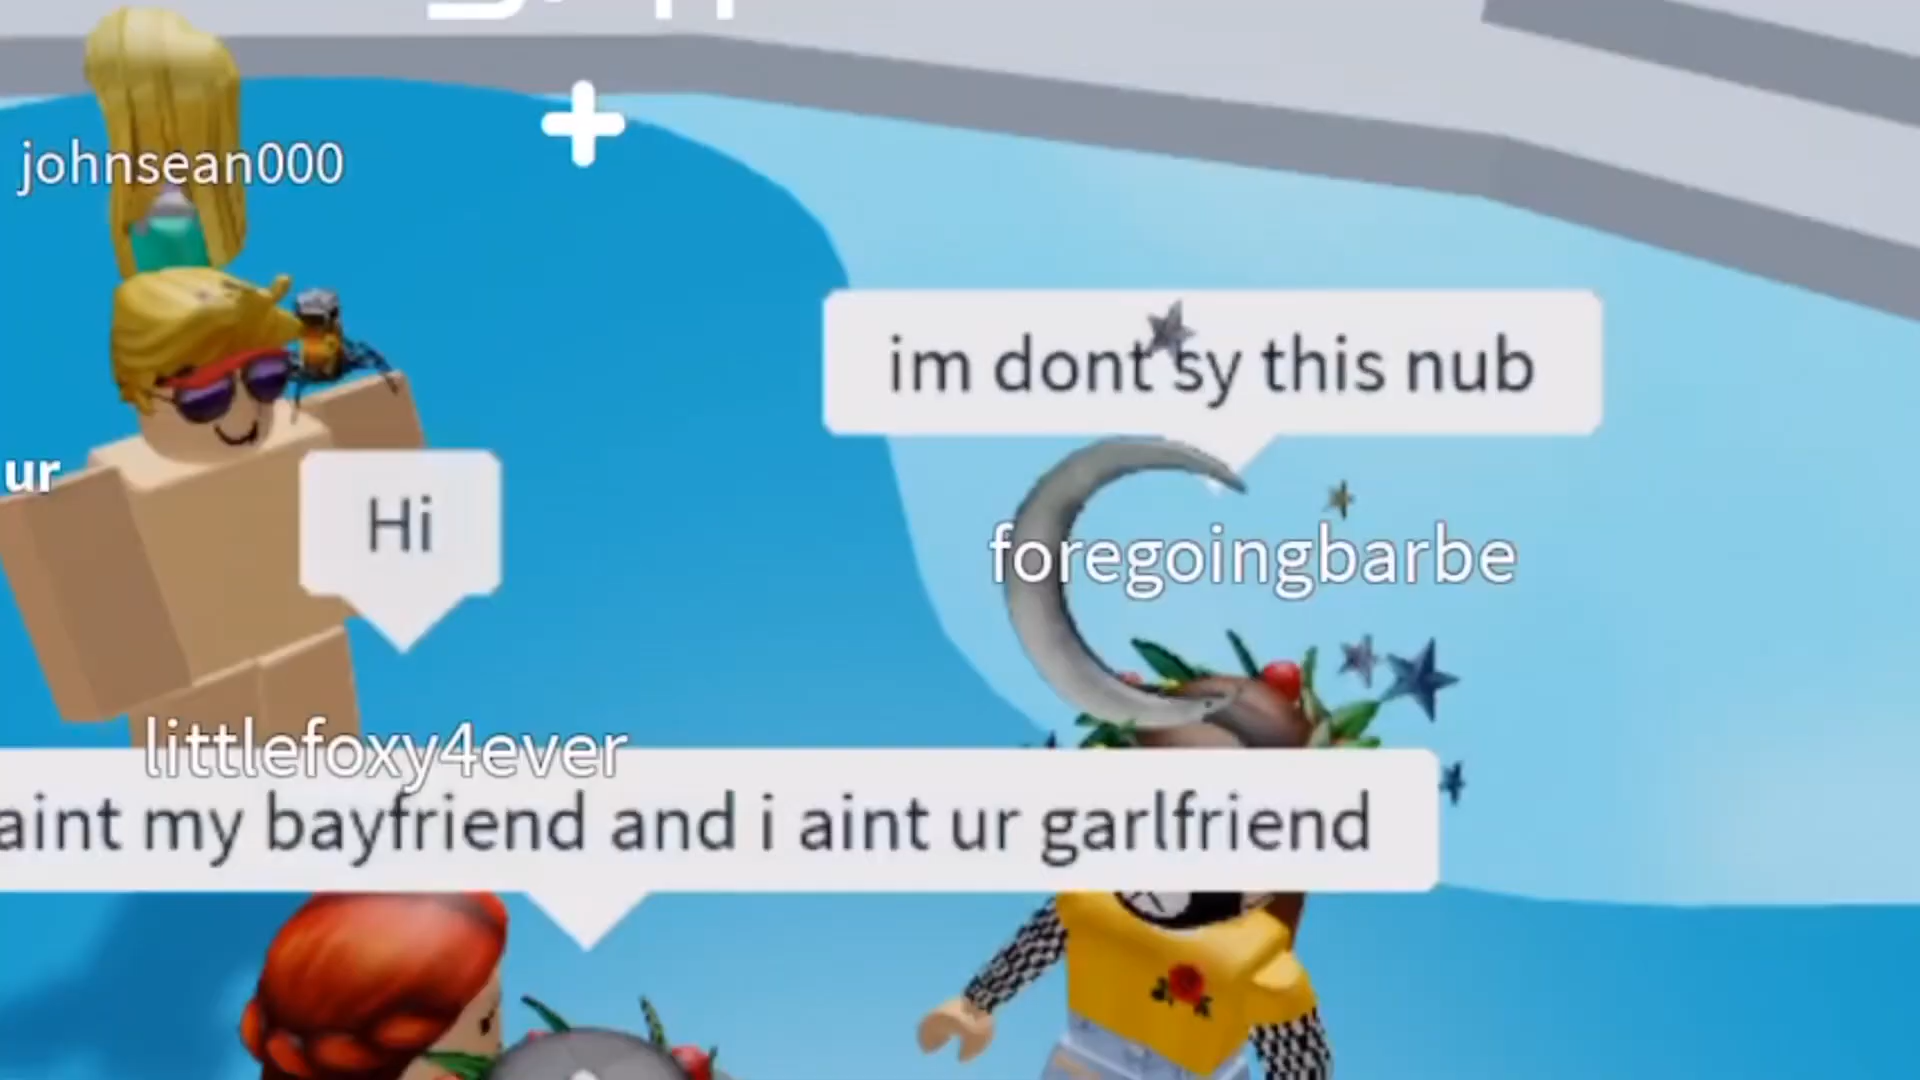 johnsean000
im dont sy this nub
ur
Hi
foregoingbarbe
littlefoxy4ever
aint my bayfriend and i aint ur garlfriend